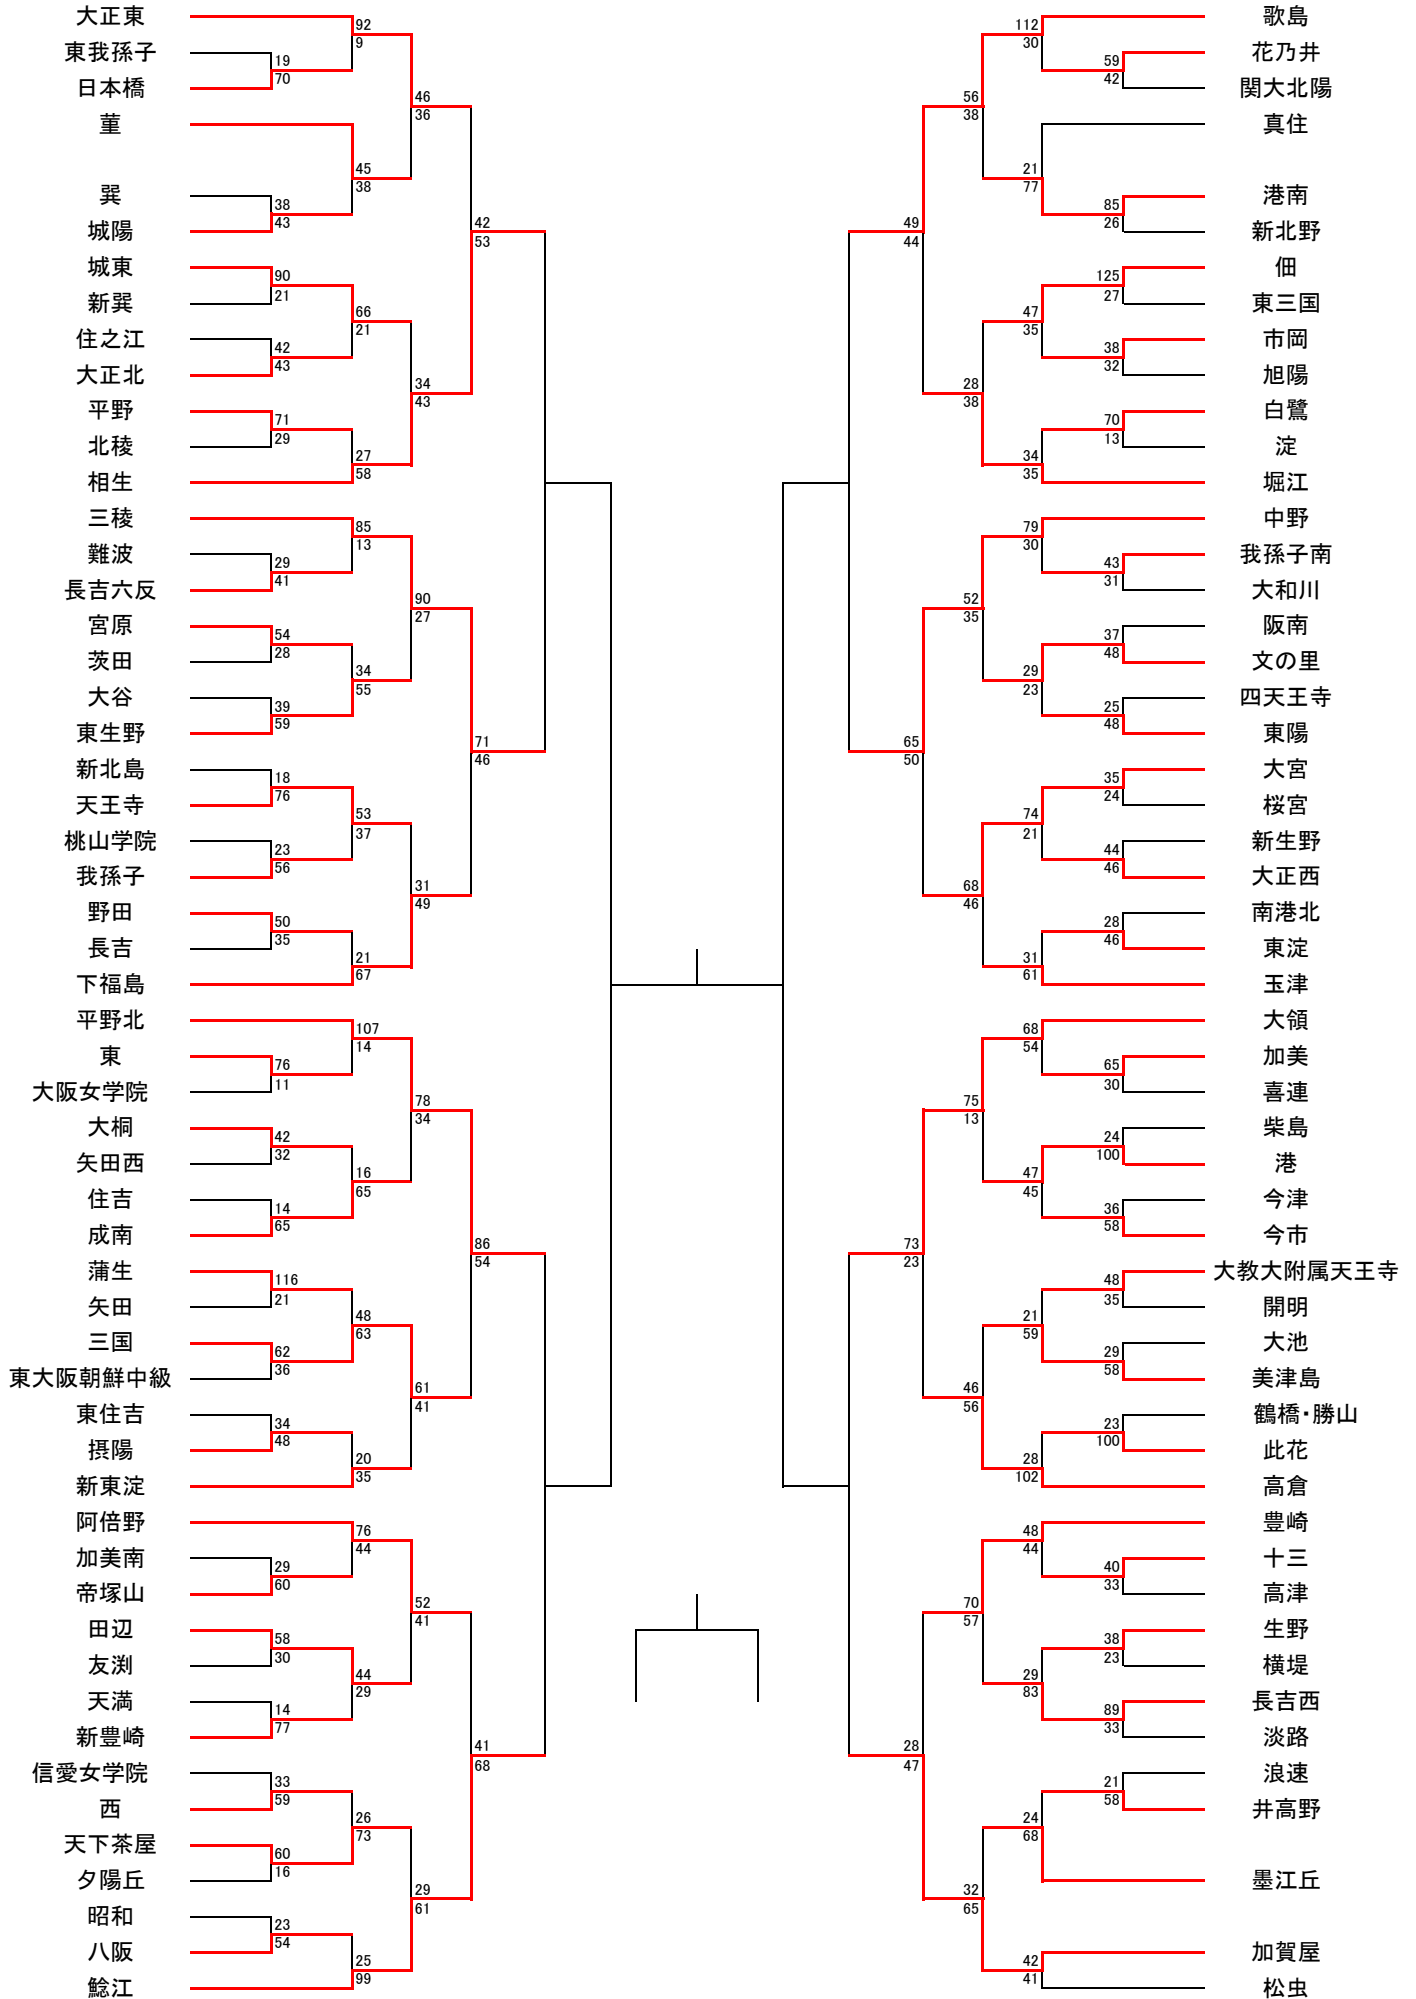 大正東
92
9
東我孫子
19
70
日本橋
46
36
菫
45
38
巽
38
43
城陽
42
53
城東
90
21
新巽
66
21
住之江
42
43
大正北
34
43
平野
71
29
北稜
27
58
相生
三稜
85
13
難波
29
41
長吉六反
90
27
宮原
54
28
茨田
34
55
大谷
39
59
東生野
71
46
新北島
18
76
天王寺
53
37
桃山学院
23
56
我孫子
31
49
野田
50
35
長吉
21
67
下福島
平野北
107
14
東
76
11
大阪女学院
78
34
大桐
42
32
矢田西
16
65
住吉
14
65
成南
86
54
蒲生
116
21
矢田
48
63
三国
62
36
東大阪朝鮮中級
61
41
東住吉
34
48
摂陽
20
35
新東淀
阿倍野
76
44
加美南
29
60
帝塚山
52
41
田辺
58
30
友渕
44
29
天満
14
77
新豊崎
41
68
信愛女学院
33
59
西
26
73
天下茶屋
60
16
夕陽丘
29
61
昭和
23
54
八阪
25
99
鯰江
歌島
112
30
花乃井
59
42
関大北陽
56
38
真住
21
77
港南
85
26
新北野
49
44
佃
125
27
東三国
47
35
市岡
38
32
旭陽
28
38
白鷺
70
13
淀
34
35
堀江
中野
79
30
我孫子南
43
31
大和川
52
35
阪南
37
48
文の里
29
23
四天王寺
25
48
東陽
65
50
大宮
35
24
桜宮
74
21
新生野
44
46
大正西
68
46
南港北
28
46
東淀
31
61
玉津
大領
68
54
加美
65
30
喜連
75
13
柴島
24
100
港
47
45
今津
36
58
今市
73
23
大教大附属天王寺
48
35
開明
21
59
大池
29
58
美津島
46
56
鶴橋・勝山
23
100
此花
28
102
高倉
豊崎
48
44
十三
40
33
高津
70
57
生野
38
23
横堤
29
83
長吉西
89
33
淡路
28
47
浪速
21
58
井高野
24
68
墨江丘
32
65
加賀屋
42
41
松虫